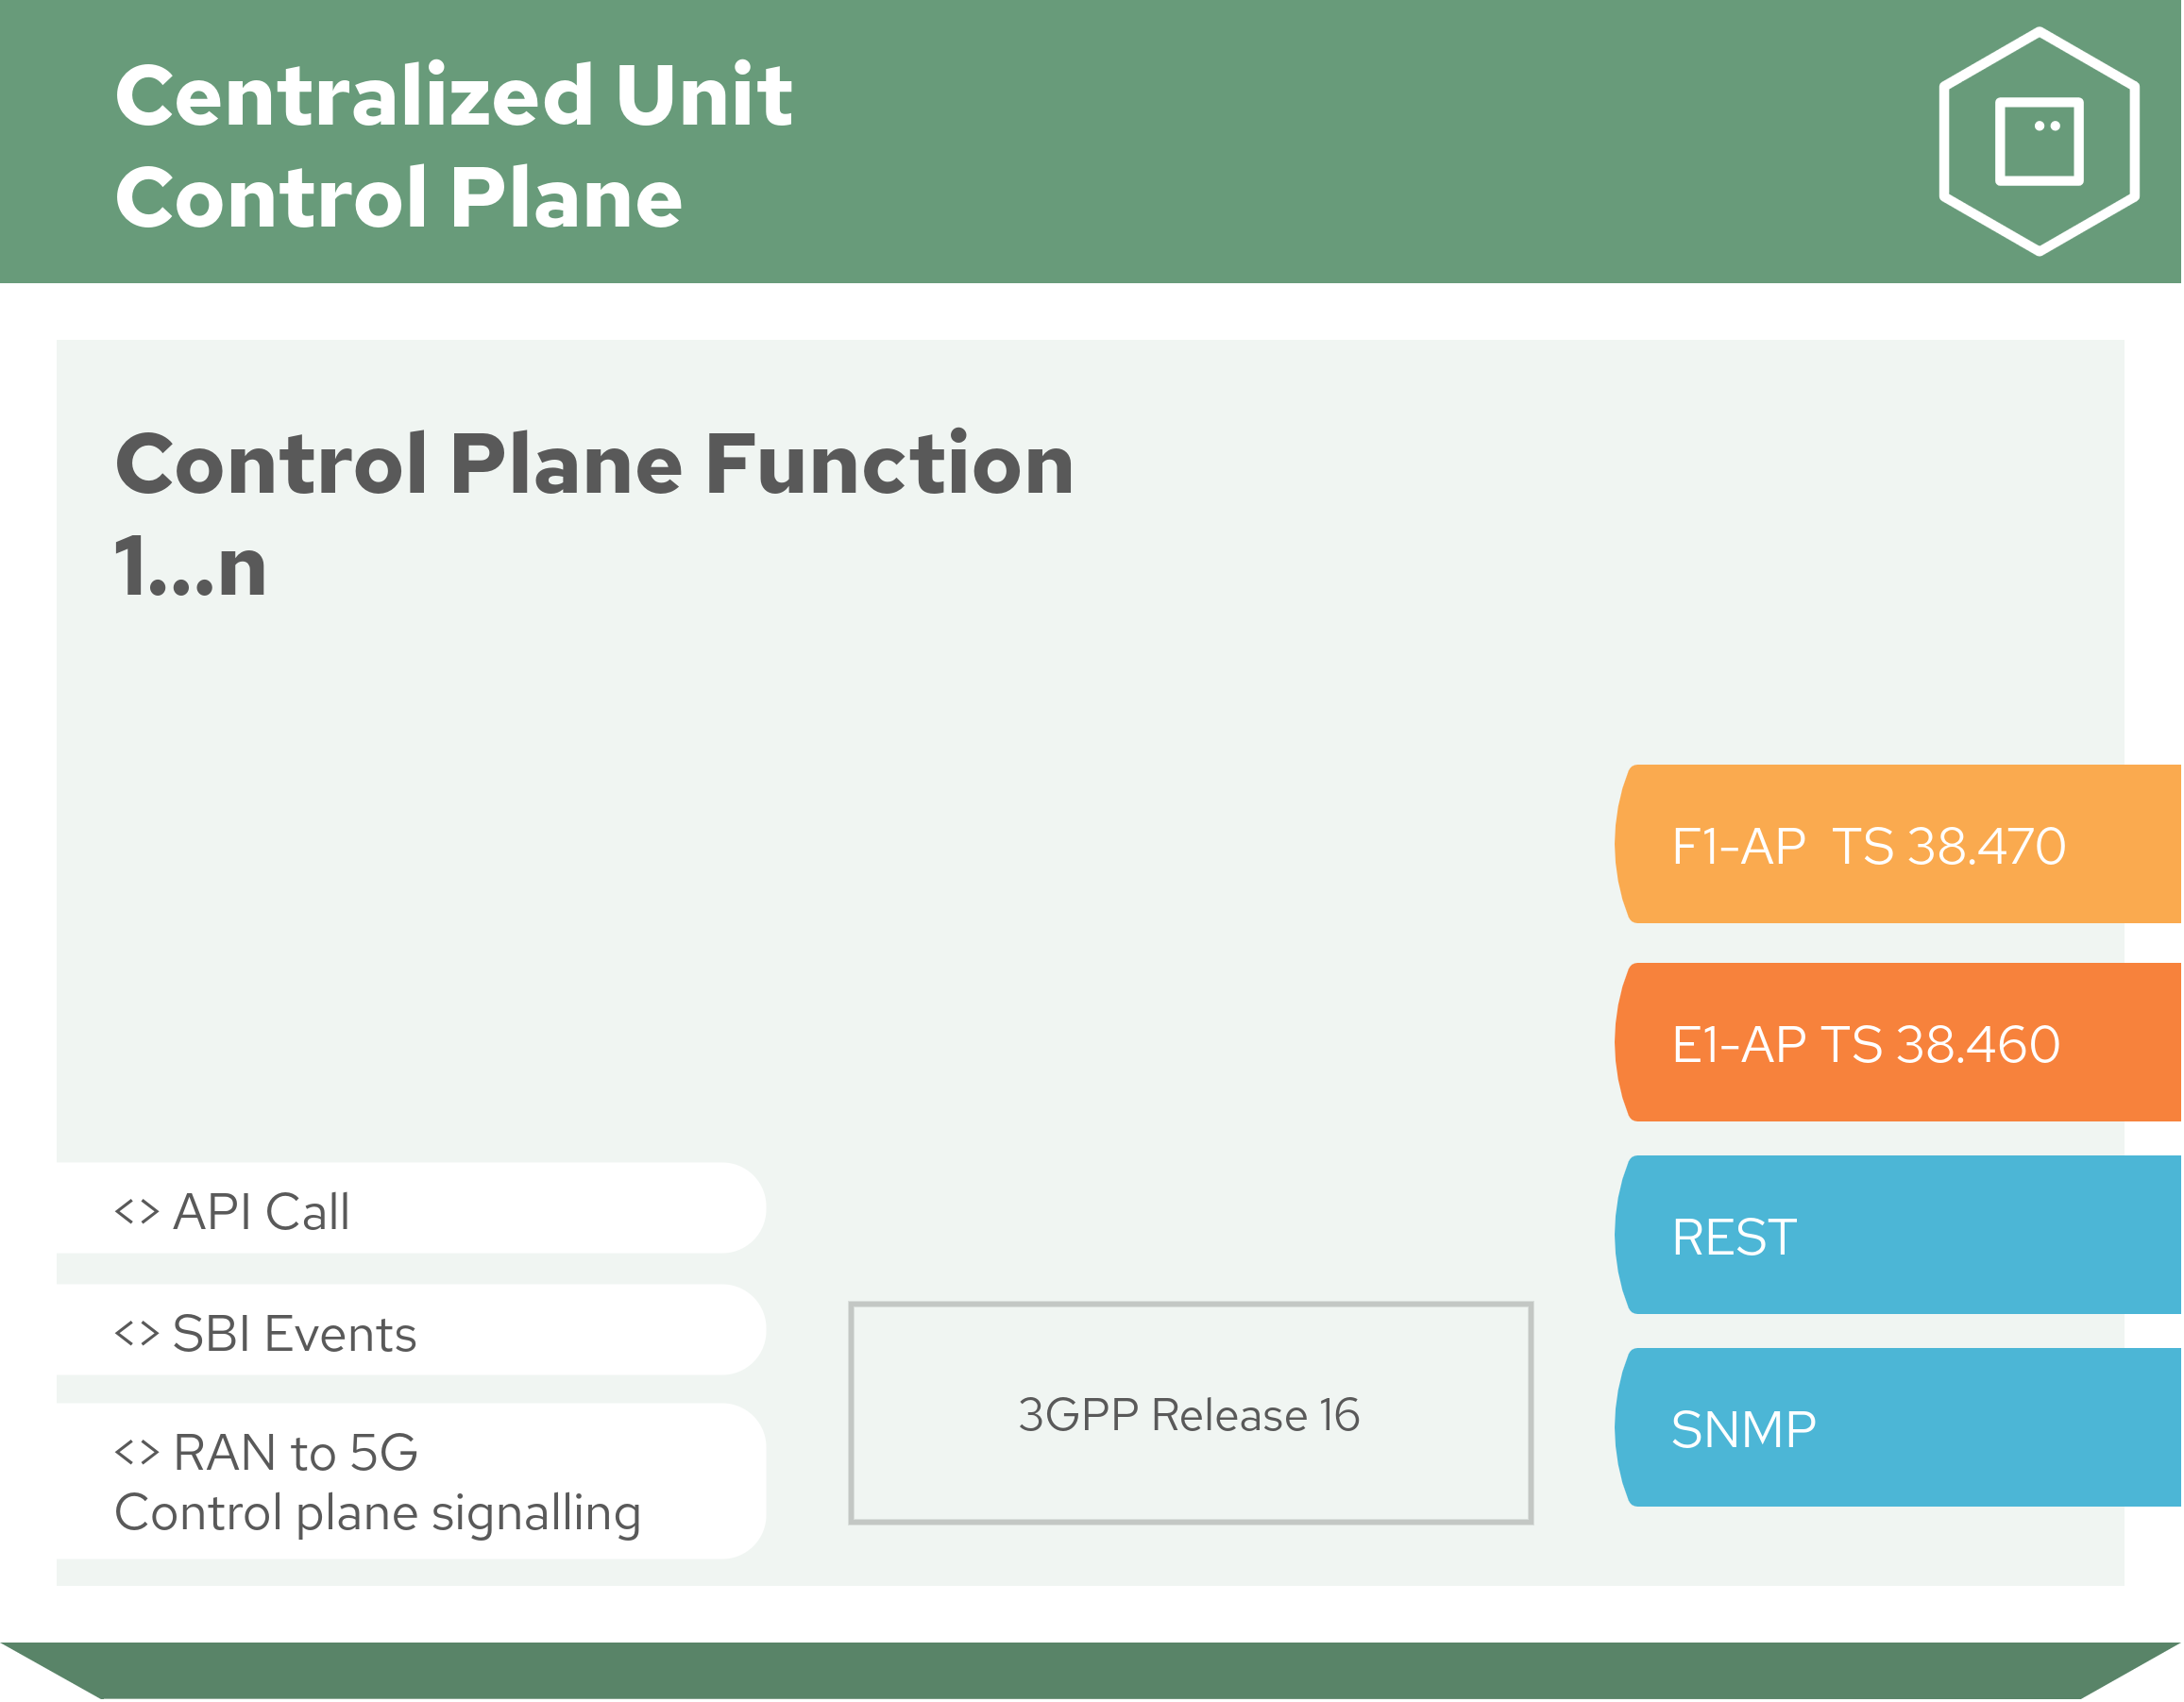 Centralized Unit
Control Plane
Control Plane Function
1...n
F1-AP  TS 38.470
E1-AP TS 38.460
REST
SNMP
<> API Call
<> SBI Events
<> RAN to 5G
Control plane signalling
3GPP Release 16